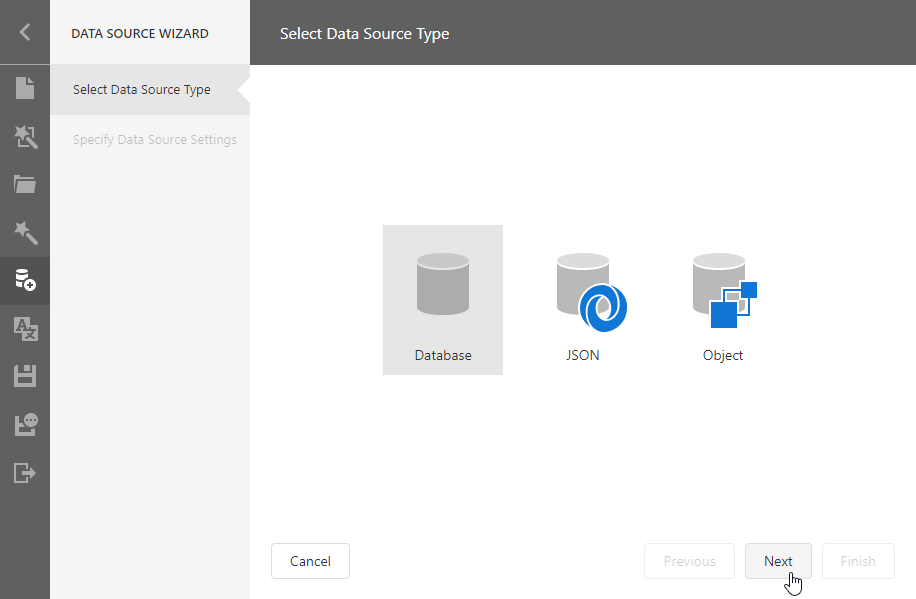 DATA SOURCE WIZARD
Select Data Source Type
Select Data Source Type
Specify Data Source Settings
Database
JSON
Object
Cancel
Previous
Next
Finish